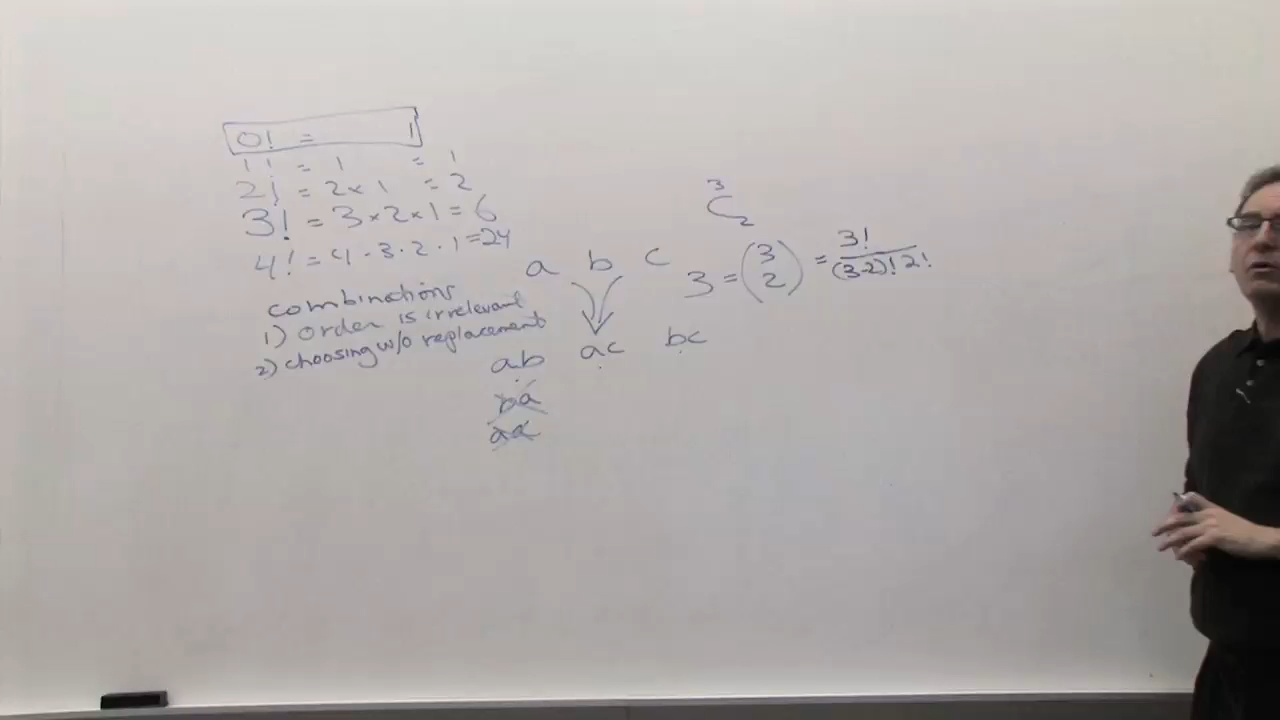 0! = 1
1! = 1 = 1
2! = 2 × 1 = 2
3! = 3 × 2 × 1 = 6
4! = 4 · 3 · 2 · 1 = 24
combinations
1) order is irrelevant
2) choosing w/o replacement
a b c
ab ac bc
ba
aa
3C2
3 = (3 2) = 3! / (3-2)! 2!